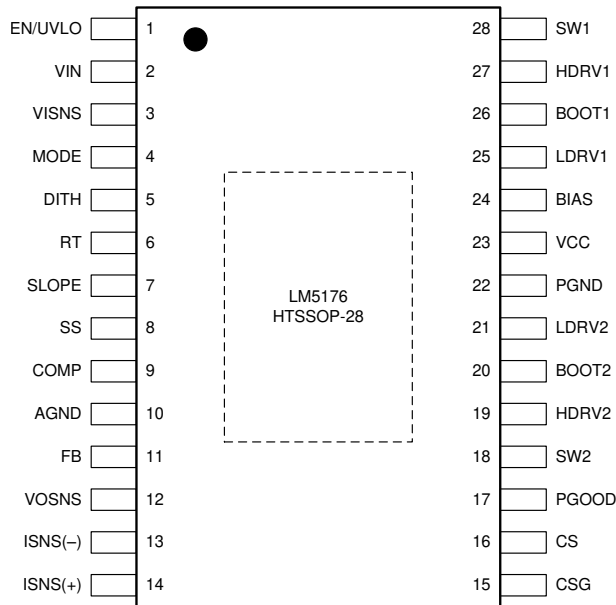 EN/UVLO 1 28 SW1
VIN 2 27 HDRV1
VISNS 3 26 BOOT1
MODE 4 25 LDRV1
DITH 5 24 BIAS
RT 6 23 VCC
SLOPE 7 22 PGND
LM5176
HTSSOP-28
SS 8 21 LDRV2
COMP 9 20 BOOT2
AGND 10 19 HDRV2
FB 11 18 SW2
VOSNS 12 17 PGOOD
ISNS(–) 13 16 CS
ISNS(+) 14 15 CSG